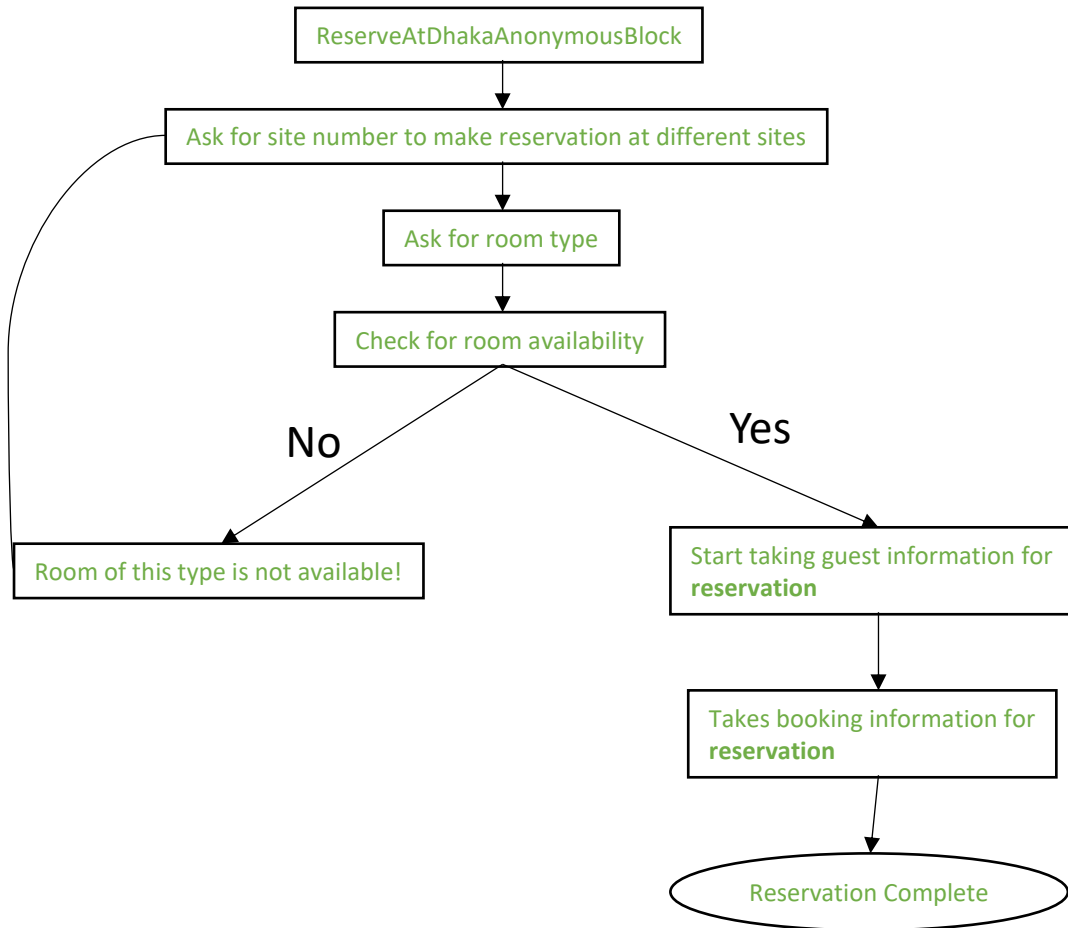 ReserveAtDhakaAnonymousBlock
Ask for site number to make reservation at different sites
Ask for room type
Check for room availability
No
Yes
Room of this type is not available!
Start taking guest information for
reservation
Takes booking information for
reservation
Reservation Complete